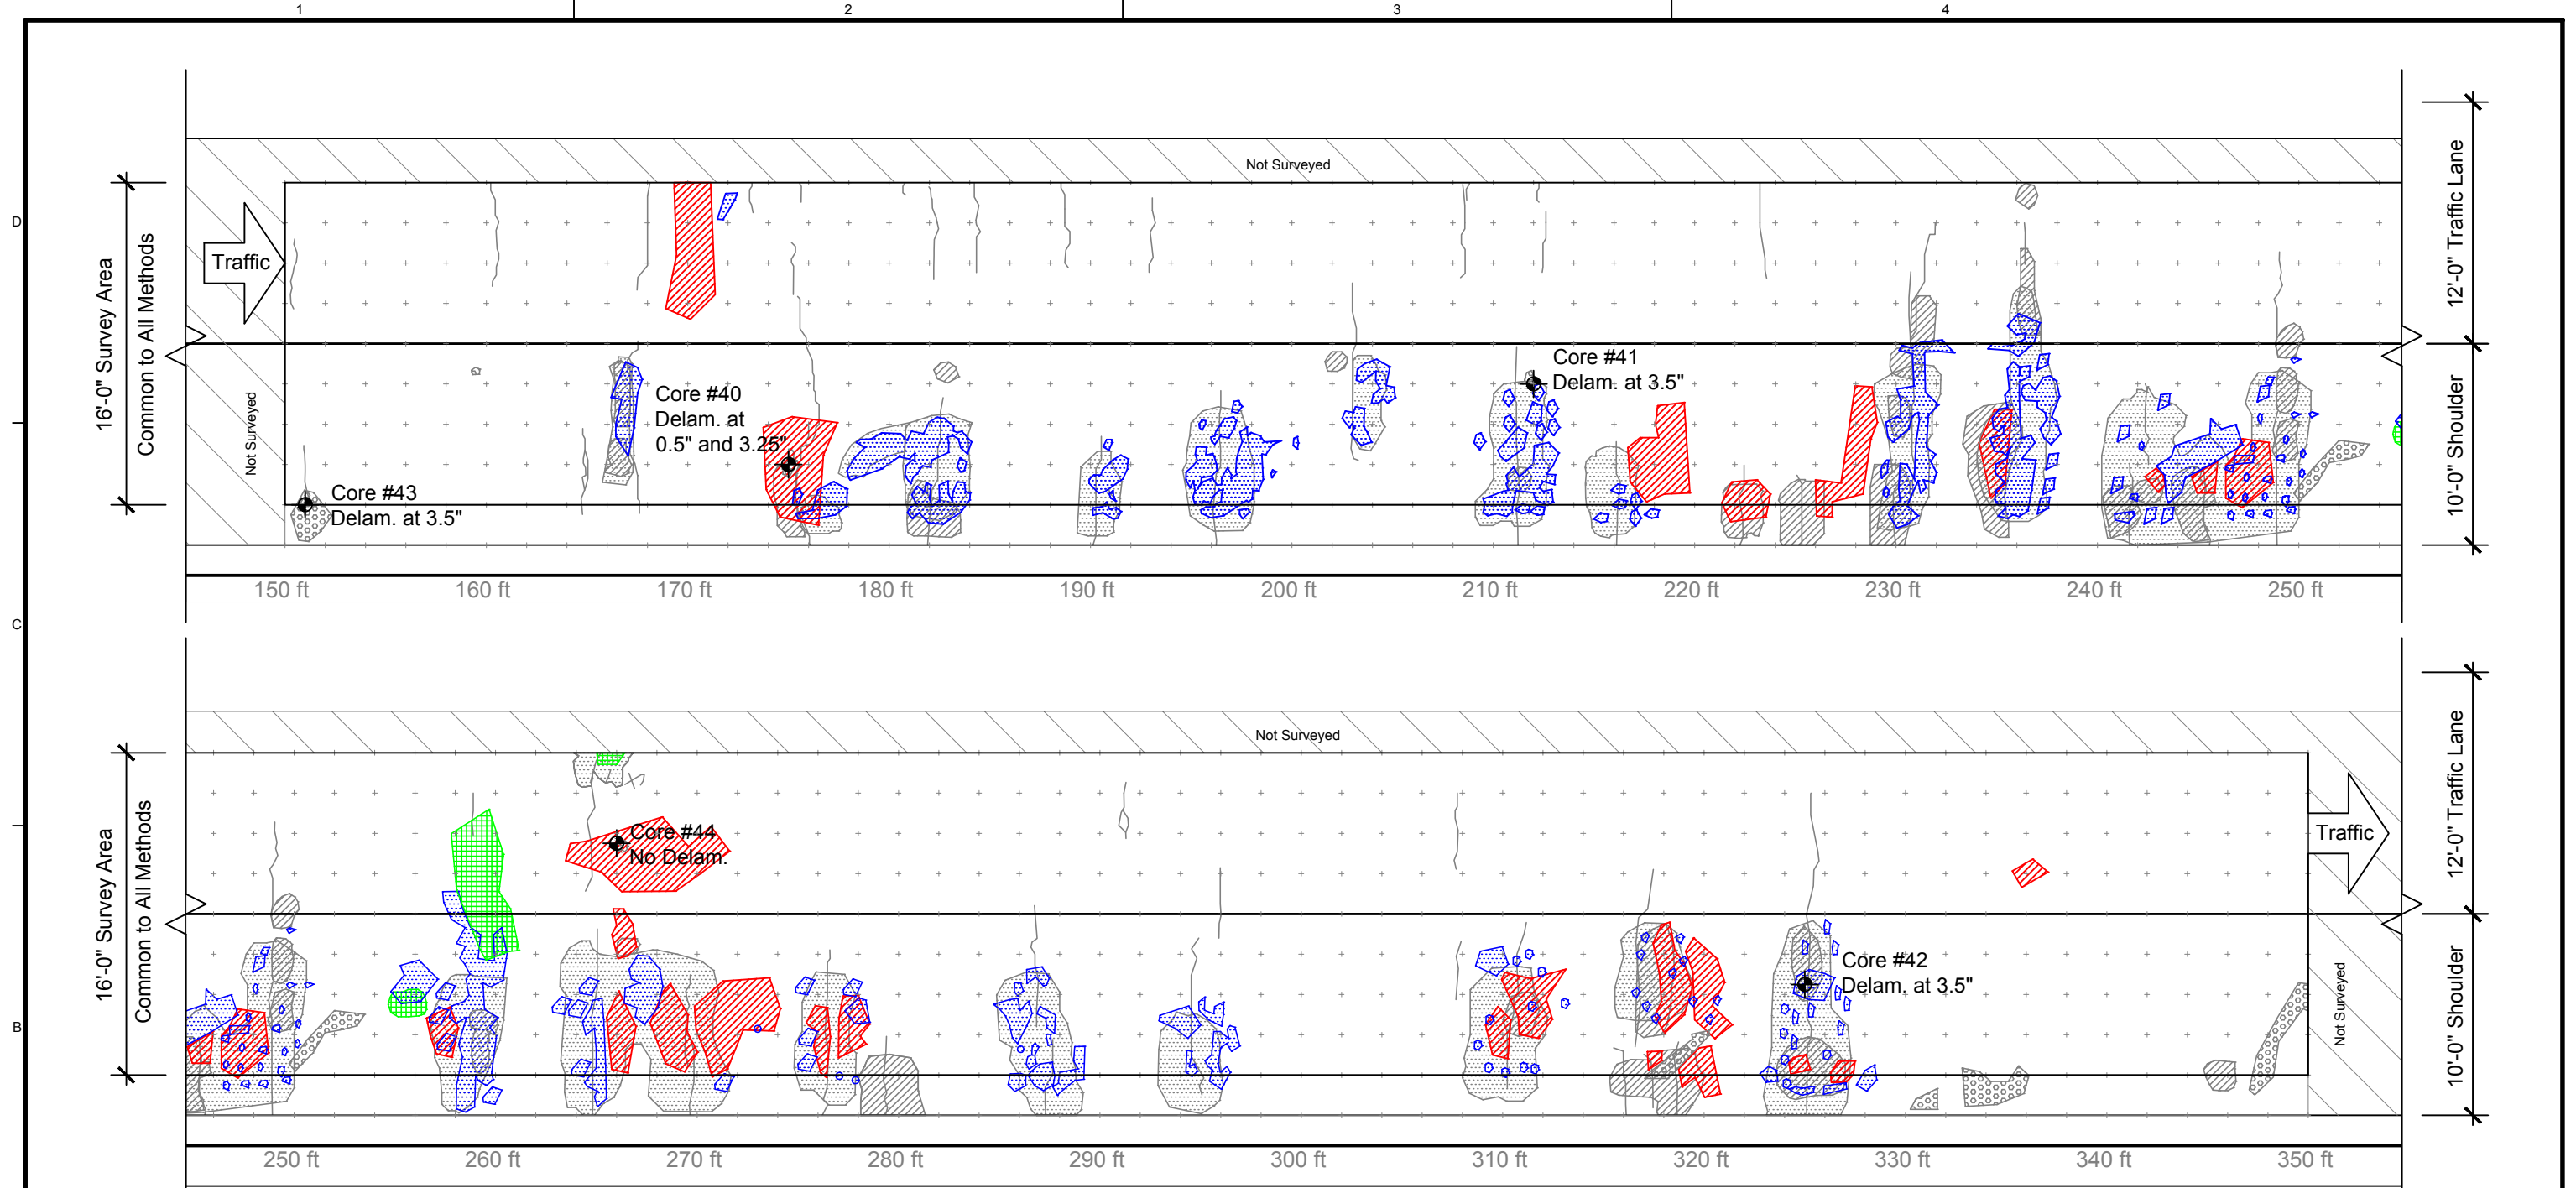 1 2 3 4
Not Surveyed
D
Traffic
16'-0" Survey Area
Common to All Methods
12'-0" Traffic Lane
Not Surveyed
Core #40
Delam. at
0.5" and 3.25"
Core #41
Delam. at 3.5"
10'-0" Shoulder
Core #43
Delam. at 3.5"
150 ft 160 ft 170 ft 180 ft 190 ft 200 ft 210 ft 220 ft 230 ft 240 ft 250 ft
C
Not Surveyed
16'-0" Survey Area
Common to All Methods
Core #44
No Delam.
Traffic
12'-0" Traffic Lane
B
Core #42
Delam. at 3.5"
Not Surveyed
10'-0" Shoulder
250 ft 260 ft 270 ft 280 ft 290 ft 300 ft 310 ft 320 ft 330 ft 340 ft 350 ft